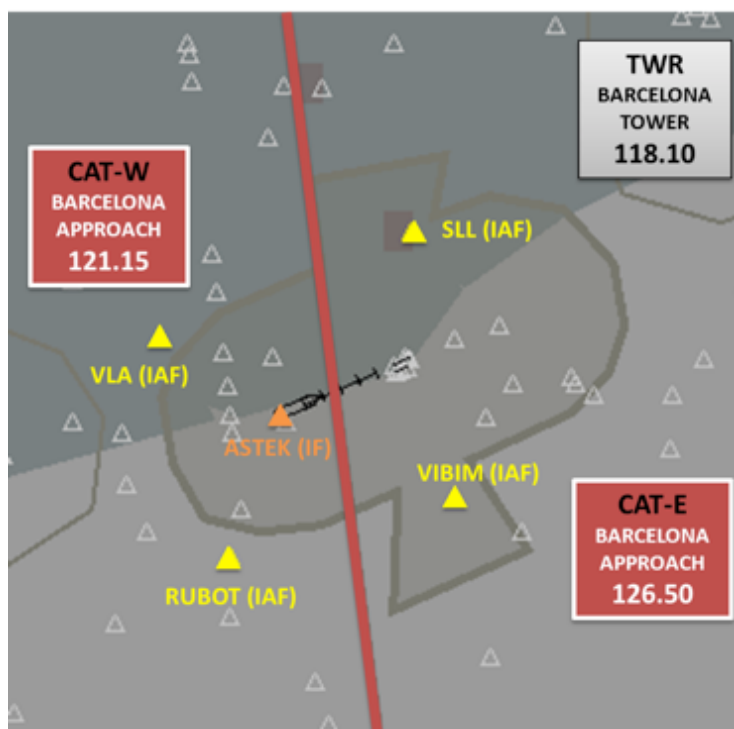 TWR
BARCELONA
TOWER
118.10
CAT-W
BARCELONA
APPROACH
121.15
SLL (IAF)
VLA (IAF)
ASTEK (IF)
VIBIM (IAF)
CAT-E
BARCELONA
APPROACH
126.50
RUBOT (IAF)